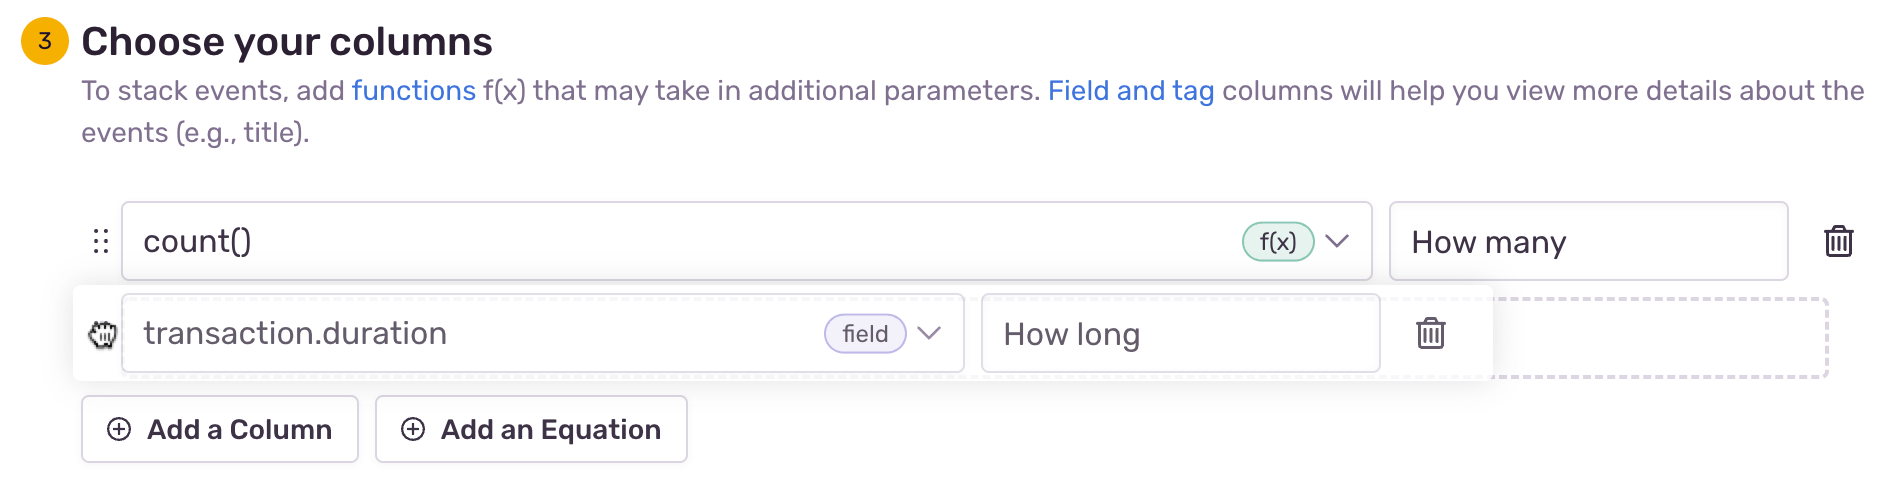 3
Choose your columns
To stack events, add functions f(x) that may take in additional parameters. Field and tag columns will help you view more details about the
events (e.g., title).
count() f(x) How many
transaction.duration field How long
Add a Column Add an Equation